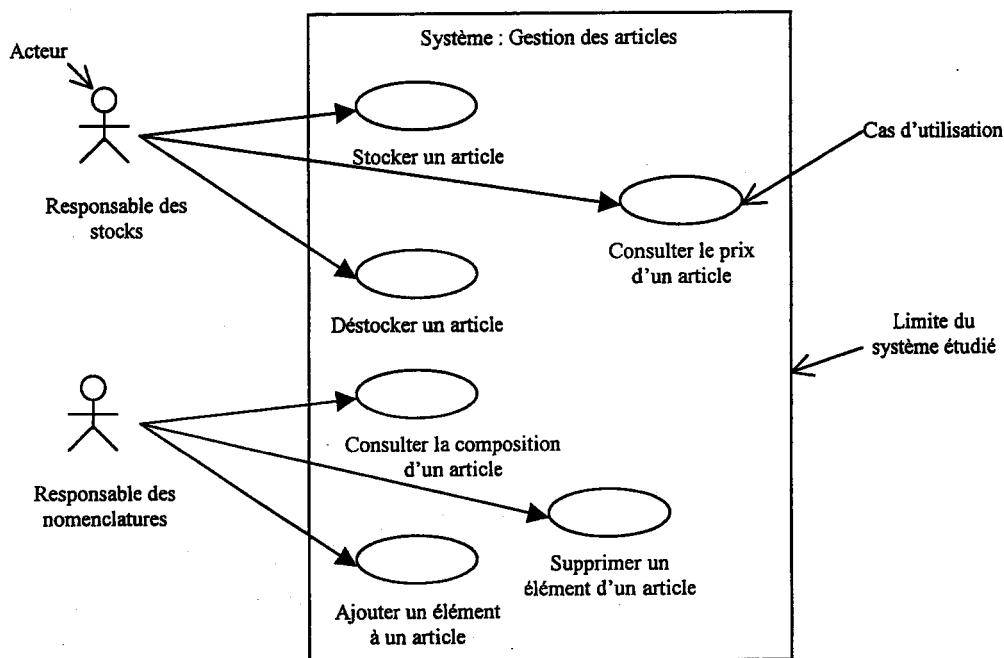 Système : Gestion des articles
Acteur
Stocker un article
Cas d'utilisation
Responsable des
stocks
Consulter le prix
d'un article
Déstocker un article
Limite du
système étudié
Consulter la composition
d'un article
Responsable des
nomenclatures
Supprimer un
élément d'un article
Ajouter un élément
à un article